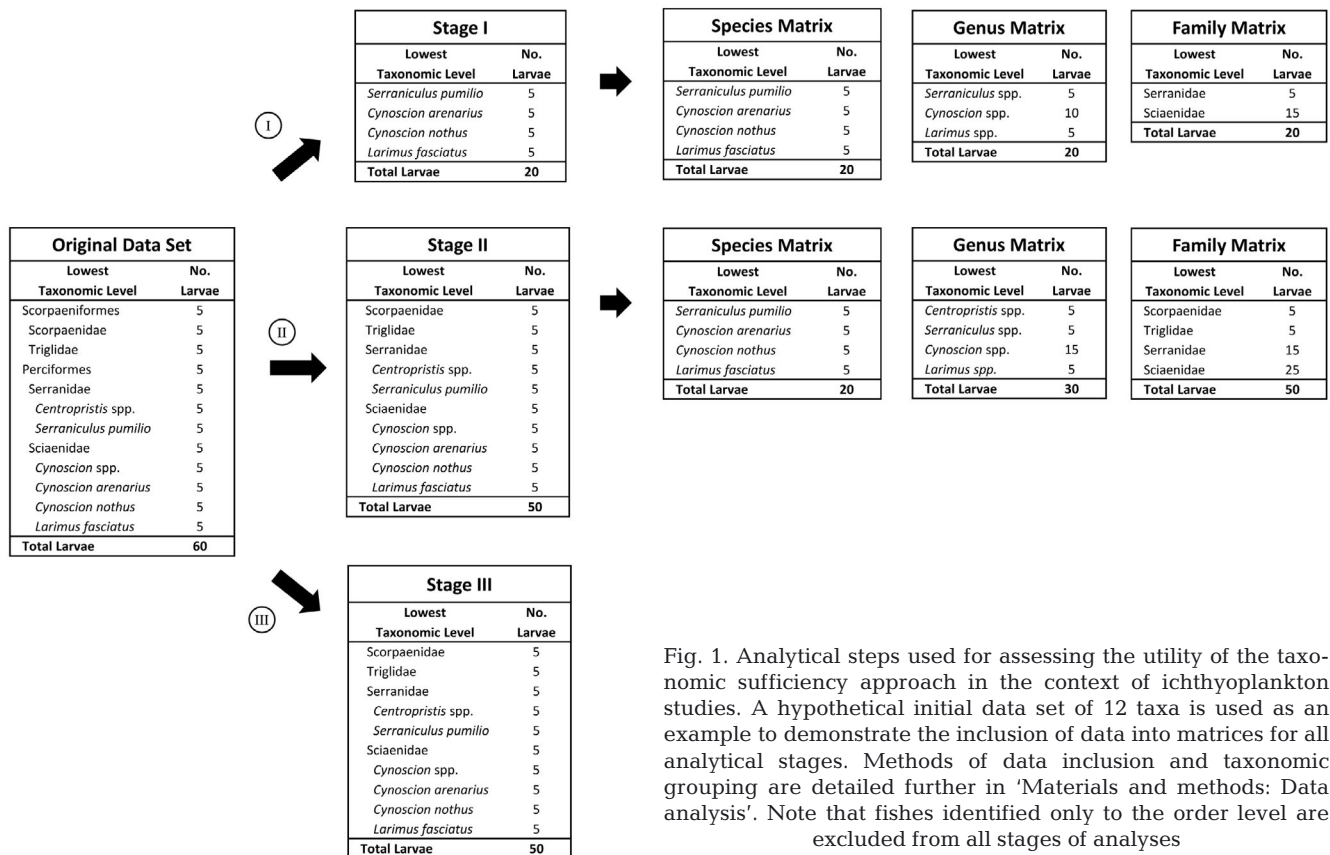 Stage I
Lowest No.
Taxonomic Level Larvae
Serraniculus pumilio 5
Cynoscion arenarius 5
Cynoscion nothus 5
Larimus fasciatus 5
Total Larvae 20
Species Matrix
Lowest No.
Taxonomic Level Larvae
Serraniculus pumilio 5
Cynoscion arenarius 5
Cynoscion nothus 5
Larimus fasciatus 5
Total Larvae 20
Genus Matrix
Lowest No.
Taxonomic Level Larvae
Serraniculus spp. 5
Cynoscion spp. 10
Larimus spp. 5
Total Larvae 20
Family Matrix
Lowest No.
Taxonomic Level Larvae
Serranidae 5
Sciaenidae 15
Total Larvae 20
I
Original Data Set
Lowest No.
Taxonomic Level Larvae
Scorpaeniformes 5
Scorpaenidae 5
Triglidae 5
Perciformes 5
Serranidae 5
Centropristis spp. 5
Serraniculus pumilio 5
Sciaenidae 5
Cynoscion spp. 5
Cynoscion arenarius 5
Cynoscion nothus 5
Larimus fasciatus 5
Total Larvae 60
II
Stage II
Lowest No.
Taxonomic Level Larvae
Scorpaenidae 5
Triglidae 5
Serranidae 5
Centropristis spp. 5
Serraniculus pumilio 5
Sciaenidae 5
Cynoscion spp. 5
Cynoscion arenarius 5
Cynoscion nothus 5
Larimus fasciatus 5
Total Larvae 50
Species Matrix
Lowest No.
Taxonomic Level Larvae
Serraniculus pumilio 5
Cynoscion arenarius 5
Cynoscion nothus 5
Larimus fasciatus 5
Total Larvae 20
Genus Matrix
Lowest No.
Taxonomic Level Larvae
Centropristis spp. 5
Serraniculus spp. 5
Cynoscion spp. 15
Larimus spp. 5
Total Larvae 30
Family Matrix
Lowest No.
Taxonomic Level Larvae
Scorpaenidae 5
Triglidae 5
Serranidae 15
Sciaenidae 25
Total Larvae 50
III
Stage III
Lowest No.
Taxonomic Level Larvae
Scorpaenidae 5
Triglidae 5
Serranidae 5
Centropristis spp. 5
Serraniculus pumilio 5
Sciaenidae 5
Cynoscion spp. 5
Cynoscion arenarius 5
Cynoscion nothus 5
Larimus fasciatus 5
Total Larvae 50
Fig. 1. Analytical steps used for assessing the utility of the taxo-
nomic sufficiency approach in the context of ichthyoplankton
studies. A hypothetical initial data set of 12 taxa is used as an
example to demonstrate the inclusion of data into matrices for all
analytical stages. Methods of data inclusion and taxonomic
grouping are detailed further in 'Materials and methods: Data
analysis'. Note that fishes identified only to the order level are
excluded from all stages of analyses